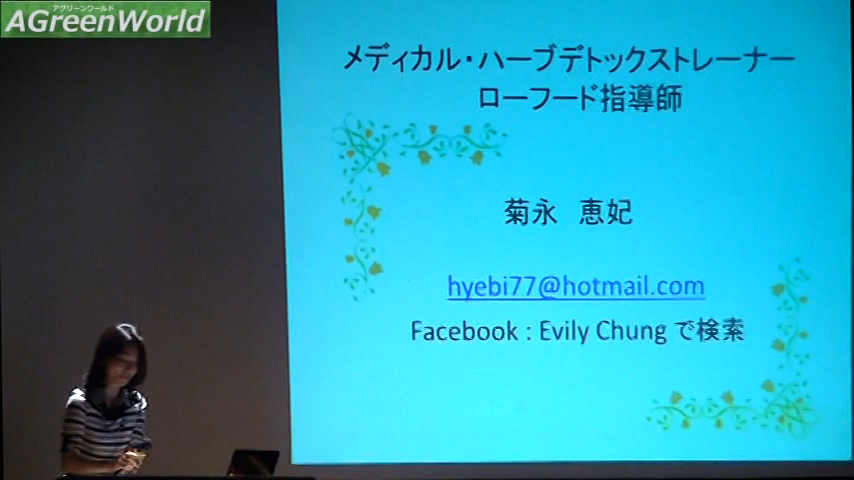 アグリーンワールド
AGreenWorld
メディカル・ハーブデトックストレーナー
ローフード指導師
菊永　恵妃
hyebi77@hotmail.com
Facebook : Evily Chung で検索